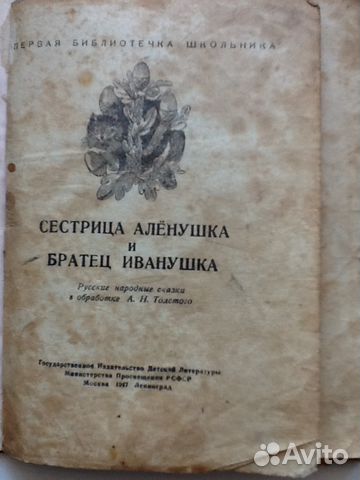 ПЕРВАЯ БИБЛИОТЕЧКА ШКОЛЬНИКА
СЕСТРИЦА АЛЁНУШКА
И
БРАТЕЦ ИВАНУШКА
Русские народные сказки
в обработке А. Н. Толстого
Государственное Издательство Детской Литературы
Министерства Просвещения РСФСР
Москва 1947 Ленинград
Avito